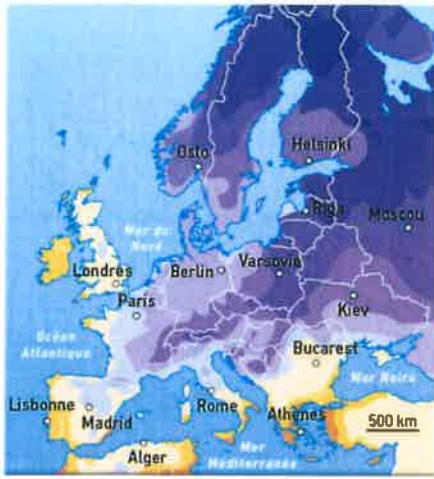 Oslo
Helsinki
Riga
Moscou
Mer du
Nord
Londres
Berlin
Varsovie
Paris
Kiev
Océan
Atlantique
Bucarest
Mer Noire
Lisbonne
Madrid
Rome
Athènes
500 km
Alger
Mer
Méditerranée